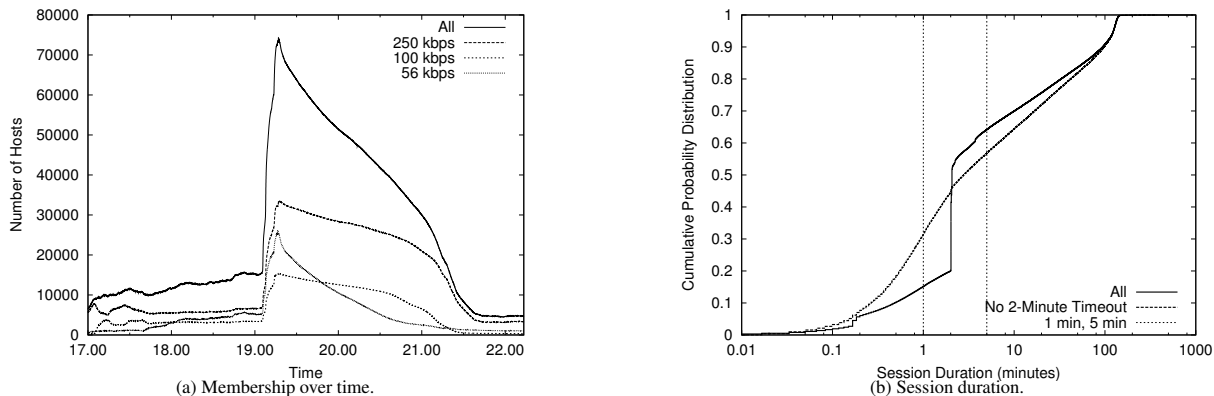 80000
70000
60000
50000
40000
30000
20000
10000
0
Number of Hosts
All
250 kbps
100 kbps
56 kbps
17.00 18.00 19.00 20.00 21.00 22.00
Time
(a) Membership over time.
1
0.9
0.8
0.7
0.6
0.5
0.4
0.3
0.2
0.1
0
Cumulative Probability Distribution
All
No 2-Minute Timeout
1 min, 5 min
0.01 0.1 1 10 100 1000
Session Duration (minutes)
(b) Session duration.